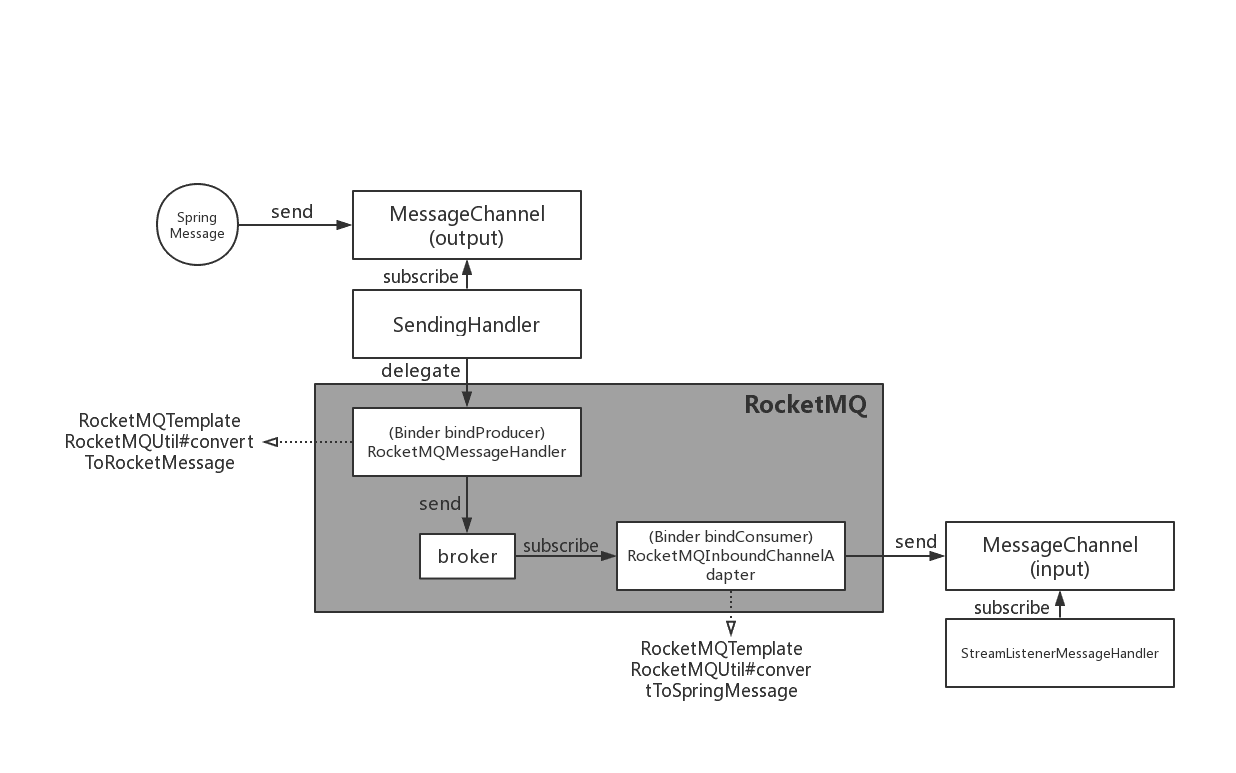 Spring
Message
send
MessageChannel
(output)
subscribe
SendingHandler
delegate
RocketMQ
RocketMQTemplate
RocketMQUtil#convert
ToRocketMessage
(Binder bindProducer)
RocketMQMessageHandler
send
broker
subscribe
(Binder bindConsumer)
RocketMQInboundChannelA
dapter
send
MessageChannel
(input)
subscribe
StreamListenerMessageHandler
RocketMQTemplate
RocketMQUtil#conver
tToSpringMessage